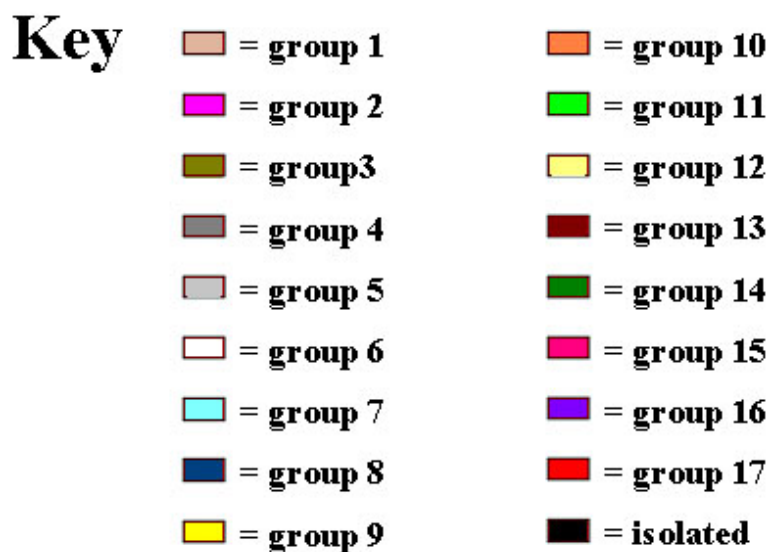 Key
= group 1
= group 2
= group3
= group 4
= group 5
= group 6
= group 7
= group 8
= group 9
= group 10
= group 11
= group 12
= group 13
= group 14
= group 15
= group 16
= group 17
= isolated